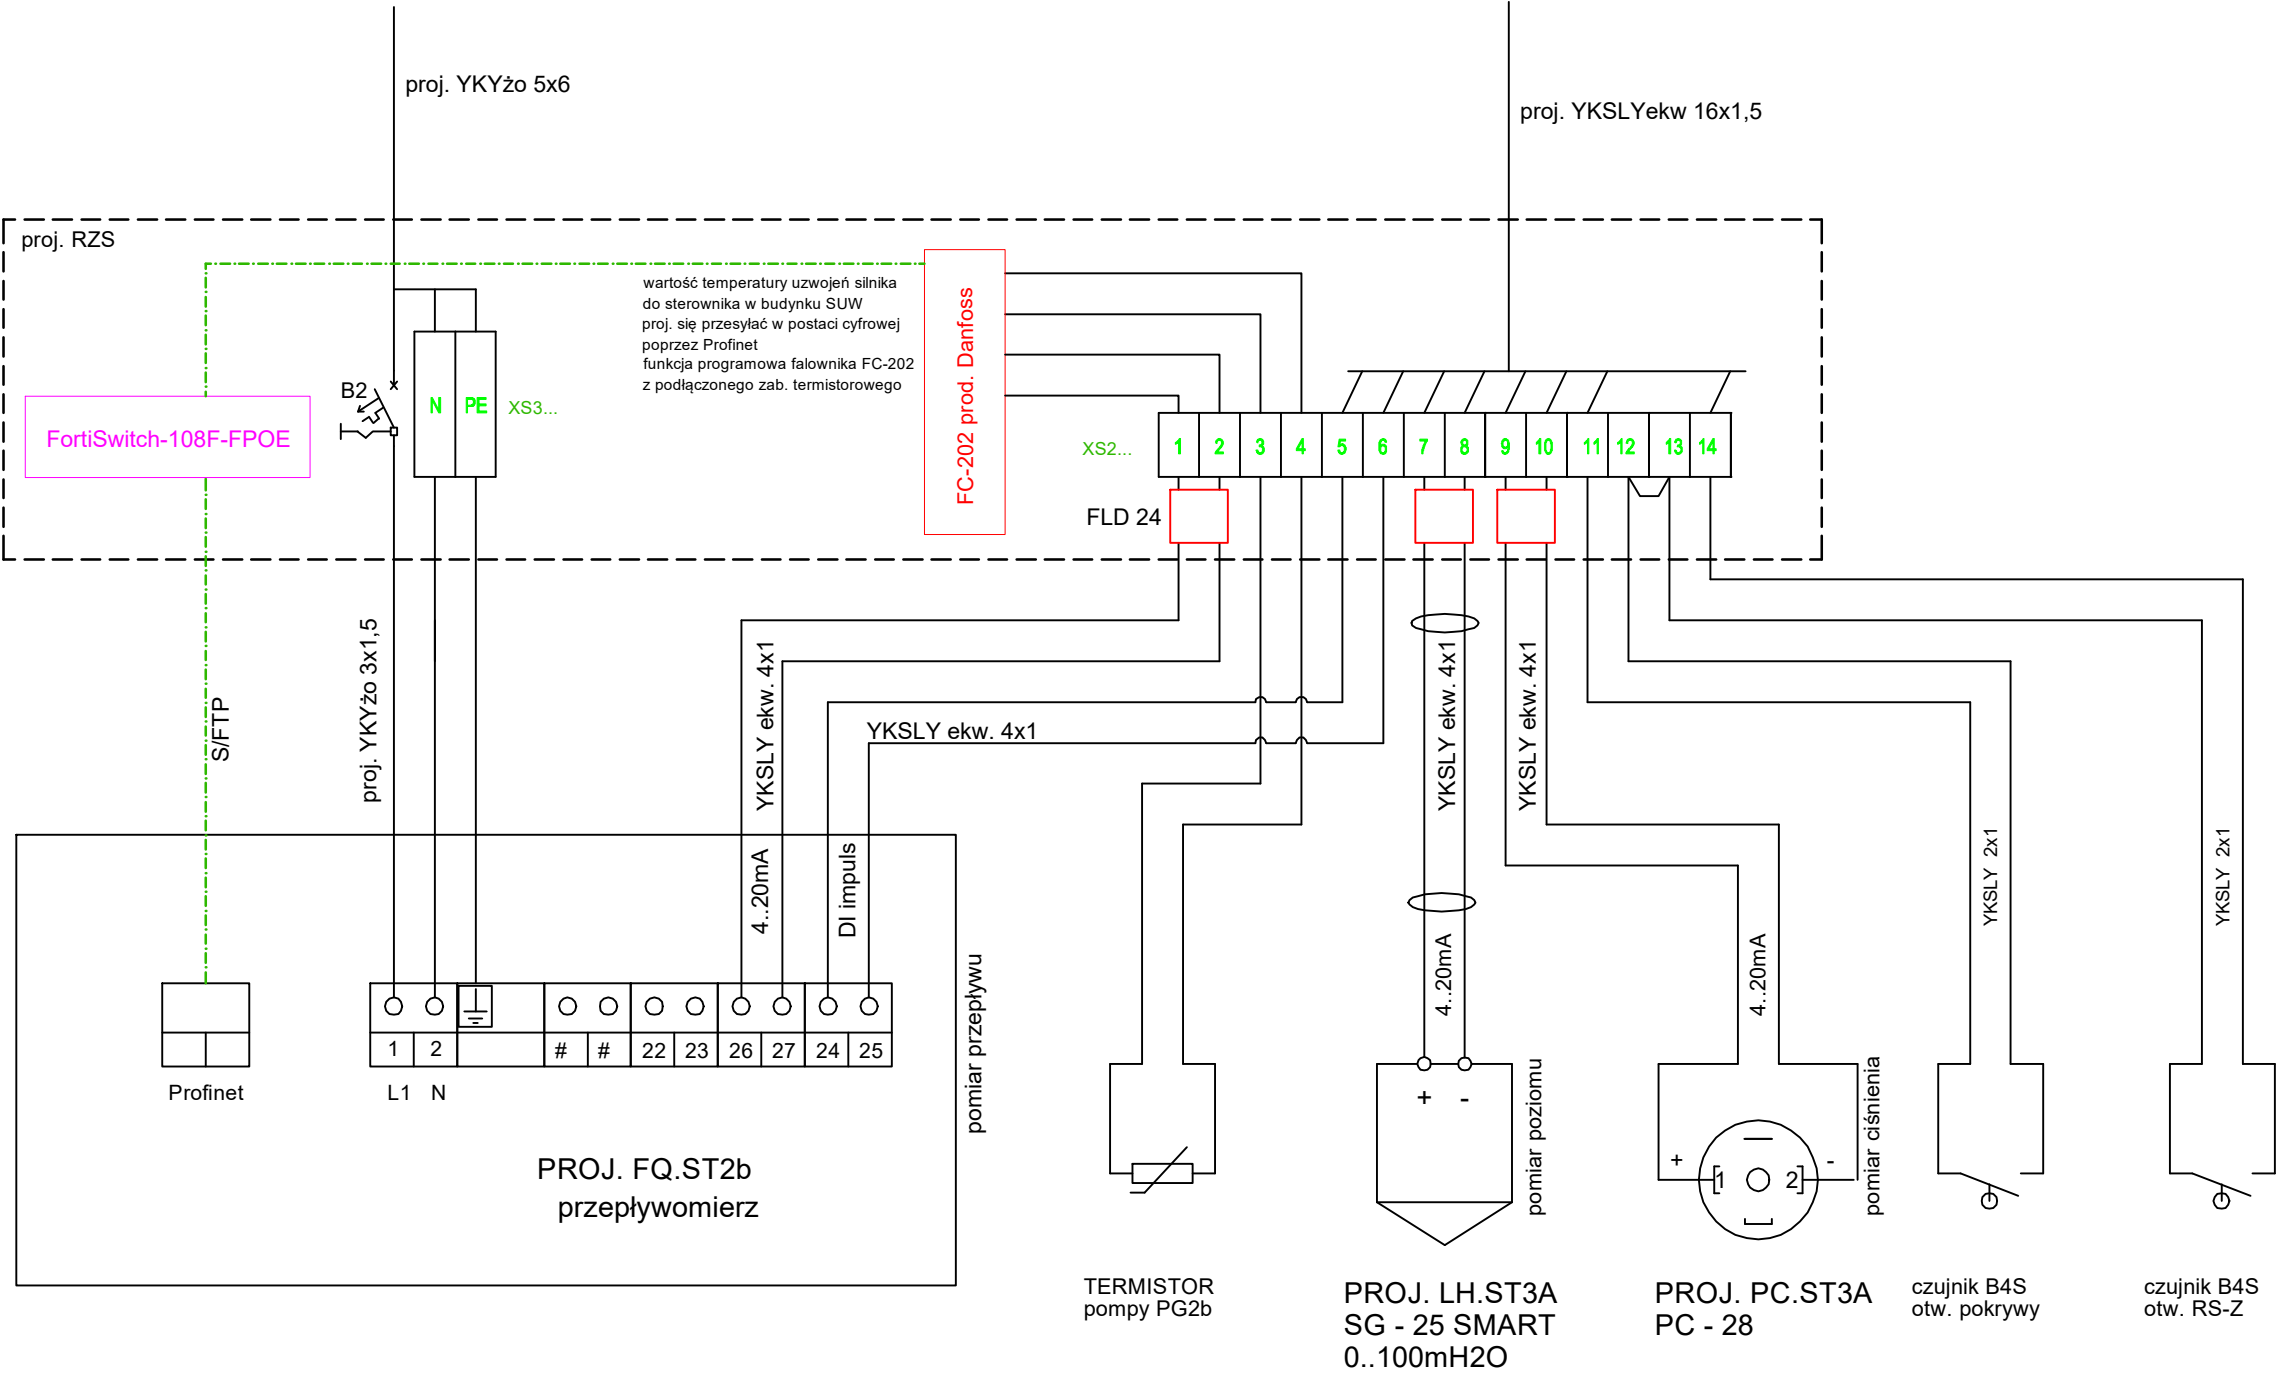 proj. YKYżo 5x6
proj. YKSLYekw 16x1,5
proj. RZS
wartość temperatury uzwojeń silnika
do sterownika w budynku SUW
proj. się przesyłać w postaci cyfrowej
poprzez Profinet
funkcja programowa falownika FC-202
z podłączonego zab. termistorowego
FC-202 prod. Danfoss
B2
N
PE
XS3...
FortiSwitch-108F-FPOE
XS2...
1 2 3 4 5 6 7 8 9 10 11 12 13 14
FLD 24
S/FTP
proj. YKYżo 3x1,5
YKSLY ekw. 4x1
YKSLY ekw. 4x1
YKSLY ekw. 4x1
YKSLY ekw. 4x1
4..20mA
DI impuls
4..20mA
4..20mA
YKSLY 2x1
YKSLY 2x1
pomiar przepływu
1 2 # # 22 23 26 27 24 25
Profinet
L1 N
+ -
pomiar poziomu
+ 1 2 -
pomiar ciśnienia
PROJ. FQ.ST2b
przepływomierz
TERMISTOR
pompy PG2b
PROJ. LH.ST3A
SG - 25 SMART
0..100mH2O
PROJ. PC.ST3A
PC - 28
czujnik B4S
otw. pokrywy
czujnik B4S
otw. RS-Z